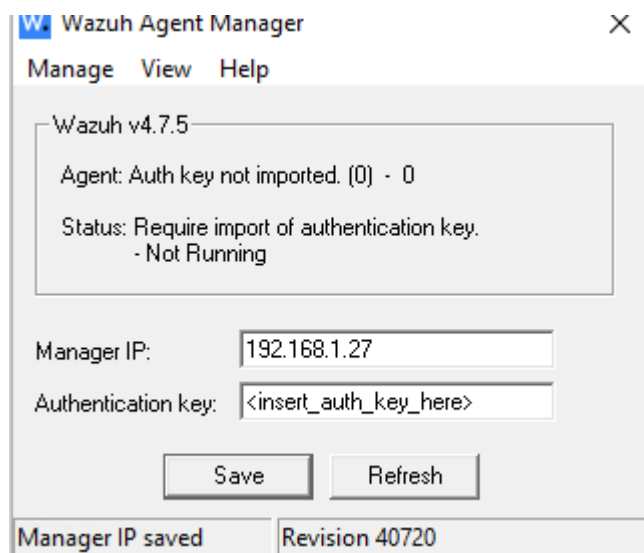 W. Wazuh Agent Manager
Manage View Help
Wazuh v4.7.5
Agent: Auth key not imported. (0) - 0
Status: Require import of authentication key.
- Not Running
Manager IP: 192.168.1.27
Authentication key: <insert_auth_key_here>
Save Refresh
Manager IP saved Revision 40720